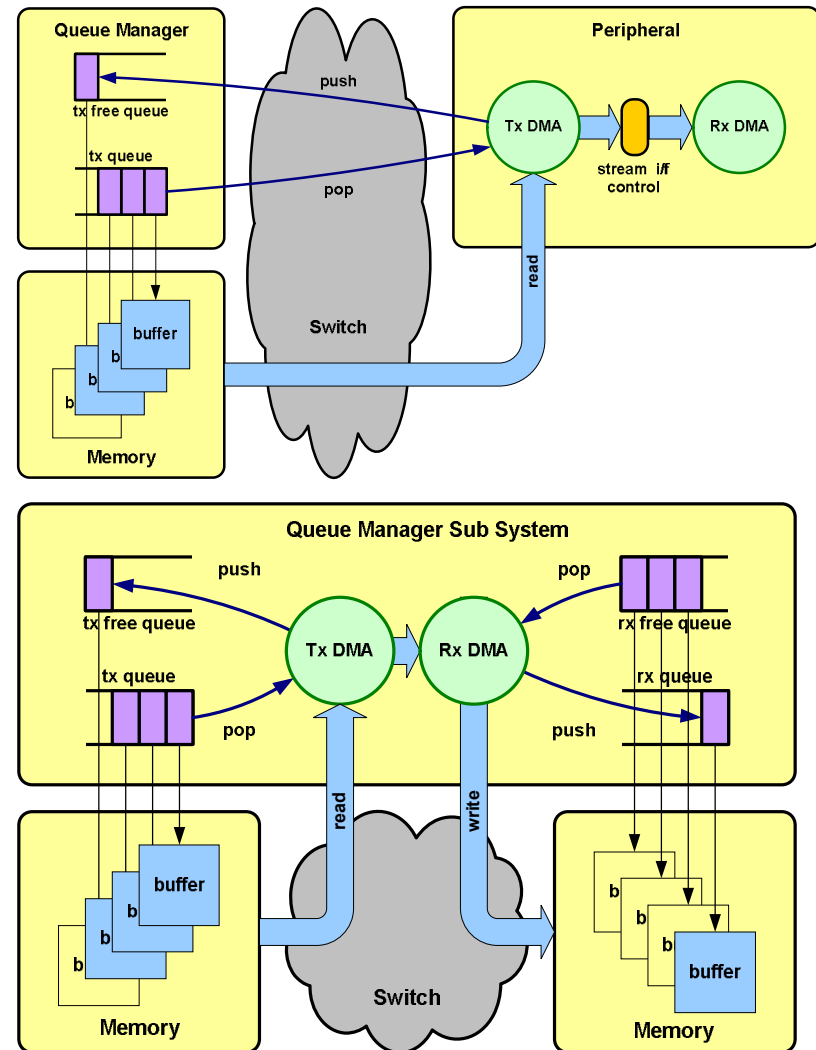 Queue Manager
Peripheral
push
tx free queue
Tx DMA
Rx DMA
tx queue
stream i/f
control
pop
read
Switch
buffer
b
b
b
Memory
Queue Manager Sub System
push
pop
tx free queue
rx free queue
Tx DMA
Rx DMA
tx queue
rx queue
pop
push
read
write
buffer
b
b
b
b
b
bu
buffer
Switch
Memory
Memory